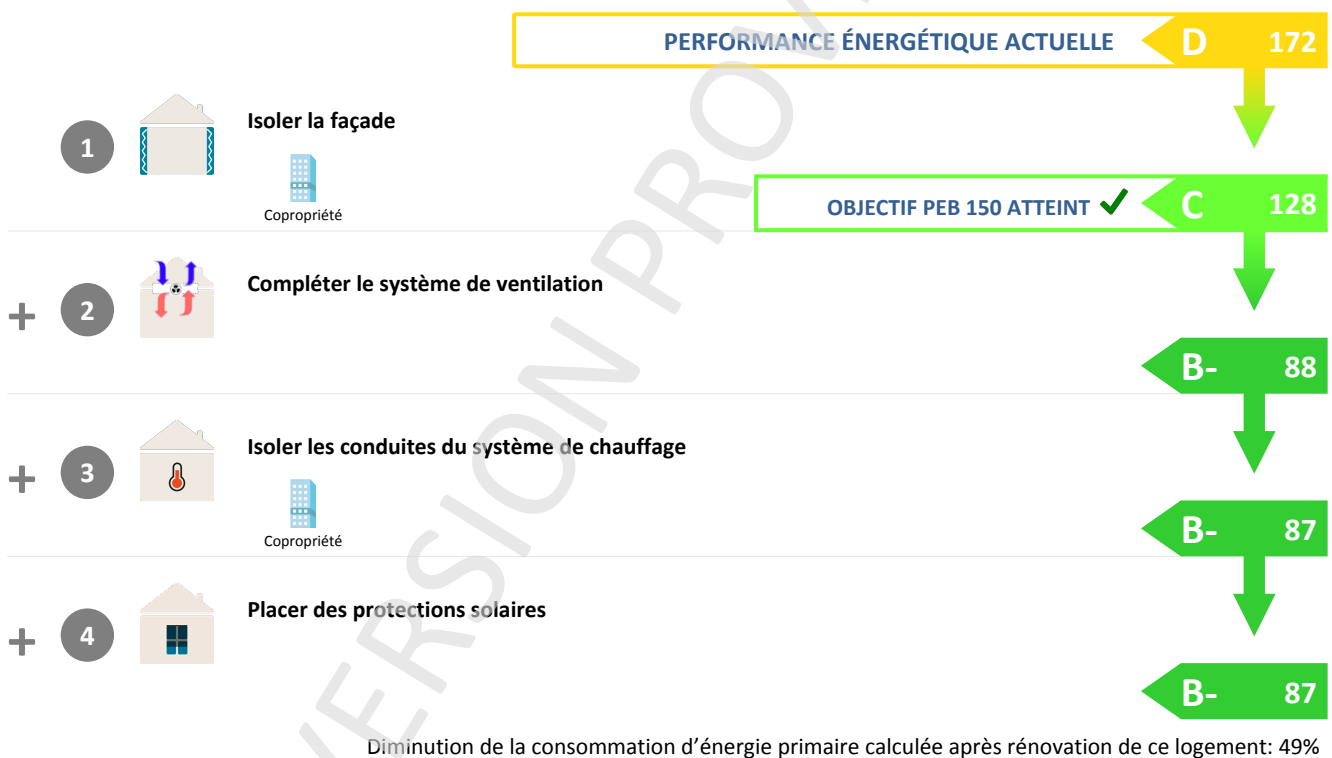 PERFORMANCE ÉNERGÉTIQUE ACTUELLE D 172
1 Isoler la façade
Copropriété
OBJECTIF PEB 150 ATTEINT ✓ C 128
+ 2 Compléter le système de ventilation
B- 88
+ 3 Isoler les conduites du système de chauffage
Copropriété
B- 87
+ 4 Placer des protections solaires
B- 87
Diminution de la consommation d’énergie primaire calculée après rénovation de ce logement: 49%
VERSION PROV